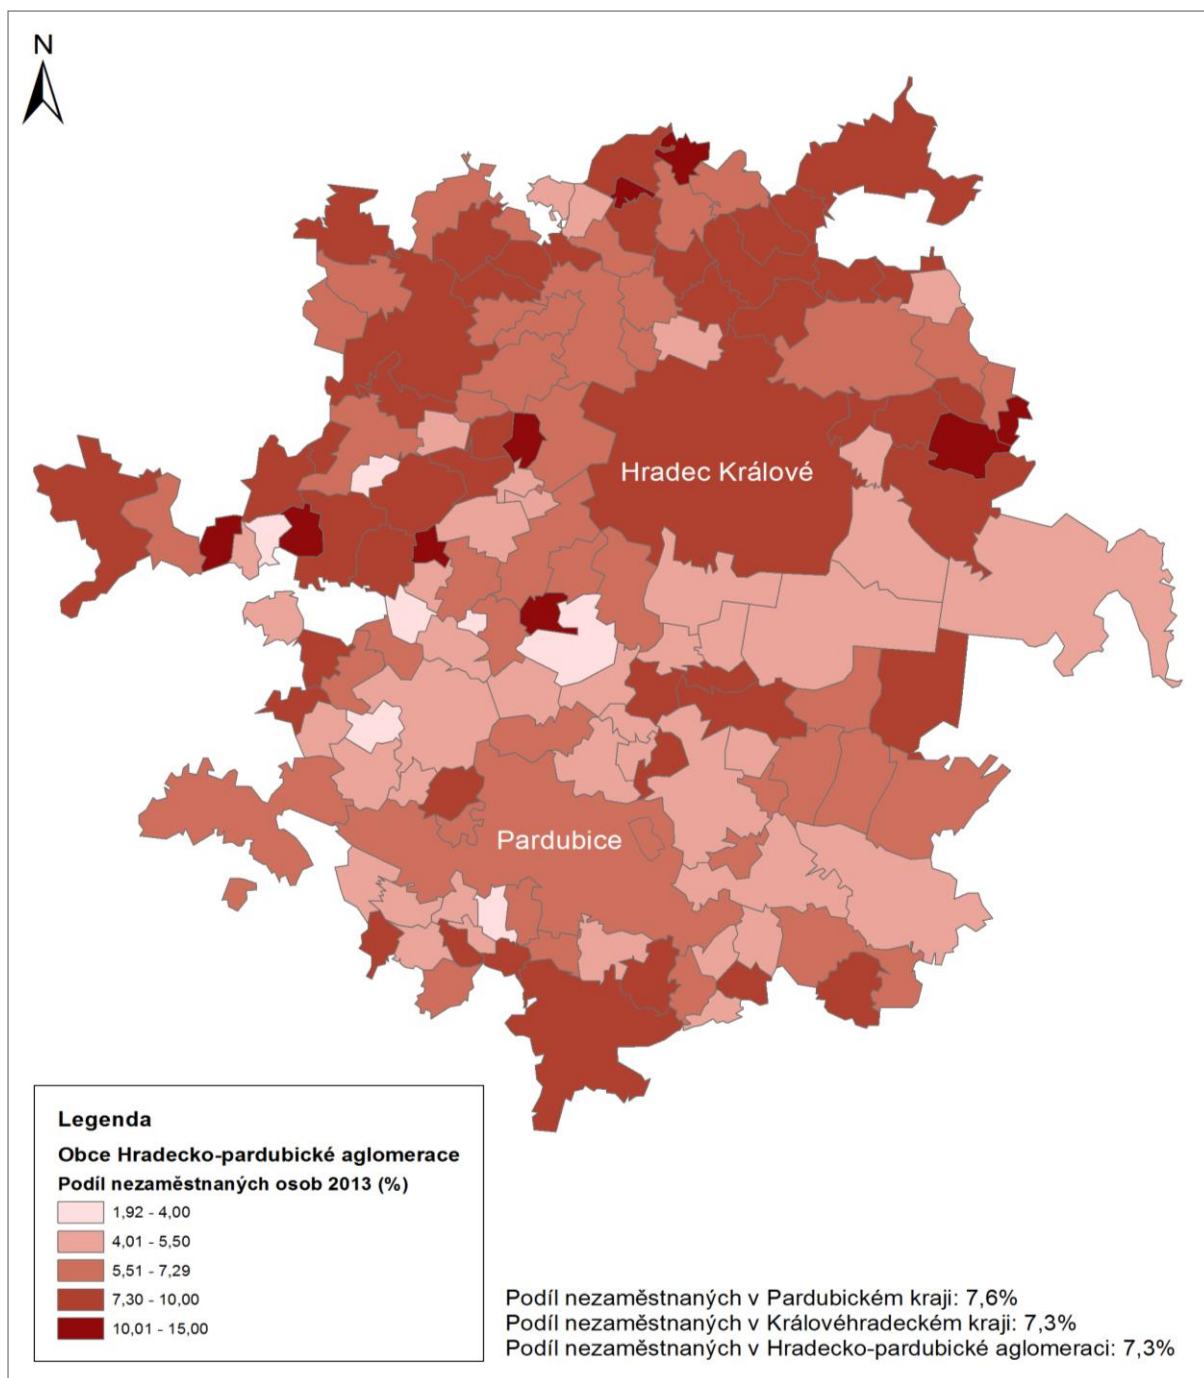 N
Hradec Králové
Pardubice
Legenda
Obce Hradecko-pardubické aglomerace
Podíl nezaměstnaných osob 2013 (%)
1,92 - 4,00
4,01 - 5,50
5,51 - 7,29
7,30 - 10,00
10,01 - 15,00
Podíl nezaměstnaných v Pardubickém kraji: 7,6%
Podíl nezaměstnaných v Královéhradeckém kraji: 7,3%
Podíl nezaměstnaných v Hradecko-pardubické aglomeraci: 7,3%